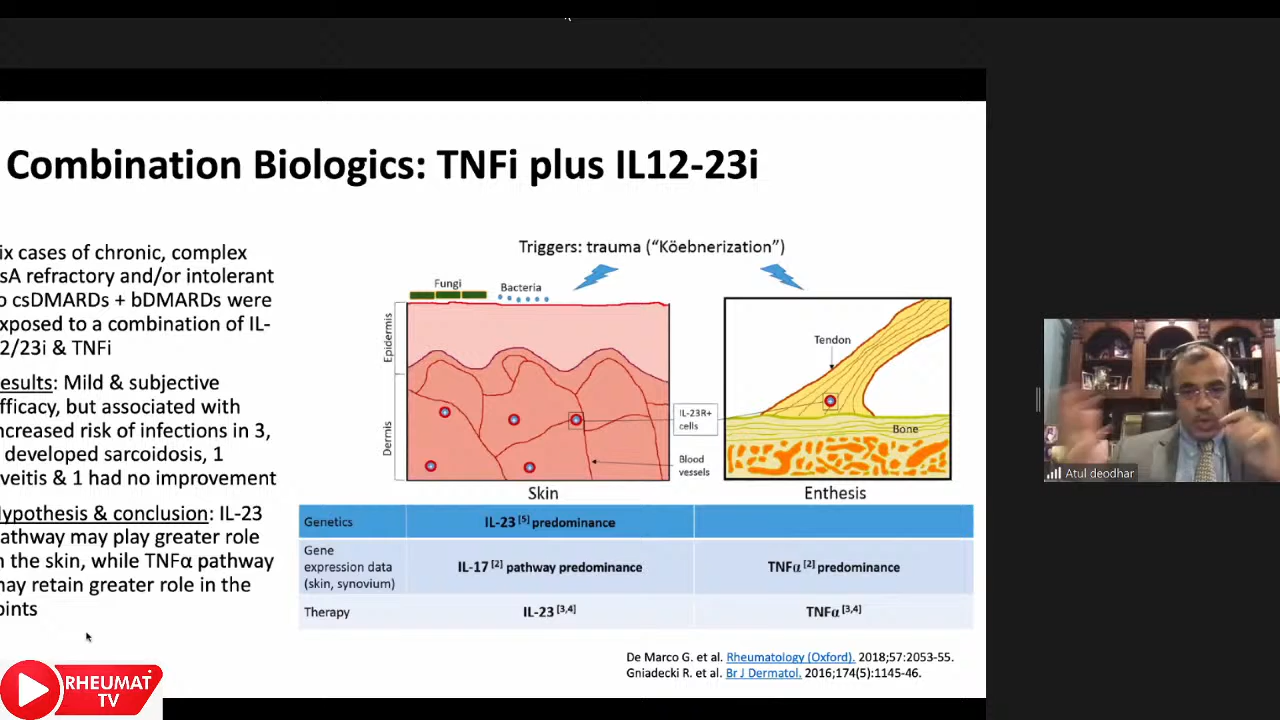 Combination Biologics: TNFi plus IL12-23i
ix cases of chronic, complex
sA refractory and/or intolerant
o csDMARDs + bDMARDs were
xposed to a combination of IL-
2/23i & TNFi
esults: Mild & subjective
fficacy, but associated with
ncreased risk of infections in 3,
developed sarcoidosis, 1
veitis & 1 had no improvement
ypothesis & conclusion: IL-23
athway may play greater role
n the skin, while TNFα pathway
may retain greater role in the
oints
Triggers: trauma (“Köebnerization”)
Fungi
Bacteria
Epidermis
Dermis
Tendon
IL-23R+
cells
Bone
Blood
vessels
Skin
Enthesis
Genetics
IL-23 [5] predominance
Gene
expression data
(skin, synovium)
IL-17 [2] pathway predominance
TNFα [2] predominance
Therapy
IL-23 [3,4]
TNFα [3,4]
De Marco G. et al. Rheumatology (Oxford). 2018;57:2053-55.
Gniadecki R. et al. Br J Dermatol. 2016;174(5):1145-46.
RHEUMAT
TV
Atul deodhar